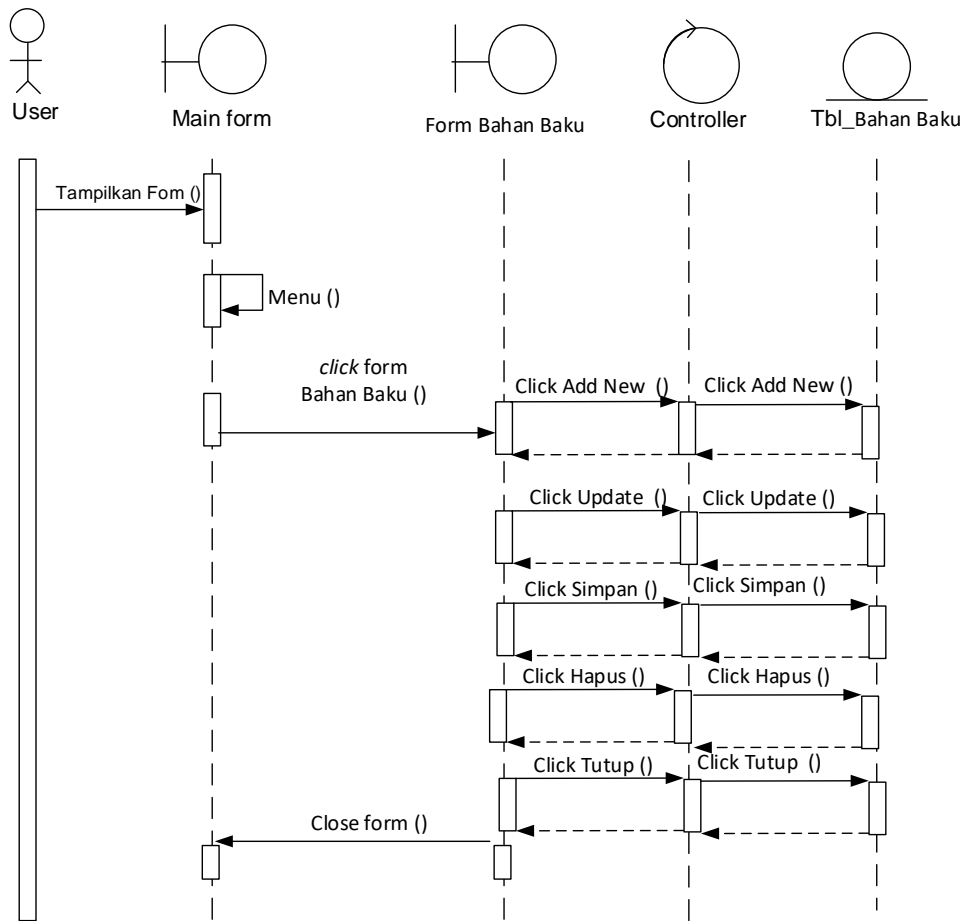 User
Main form
Form Bahan Baku
Controller
Tbl_Bahan Baku
Tampilkan Fom ()
Menu ()
click form
Bahan Baku ()
Click Add New ()
Click Add New ()
Click Update ()
Click Update ()
Click Simpan ()
Click Simpan ()
Click Hapus ()
Click Hapus ()
Click Tutup ()
Click Tutup ()
Close form ()